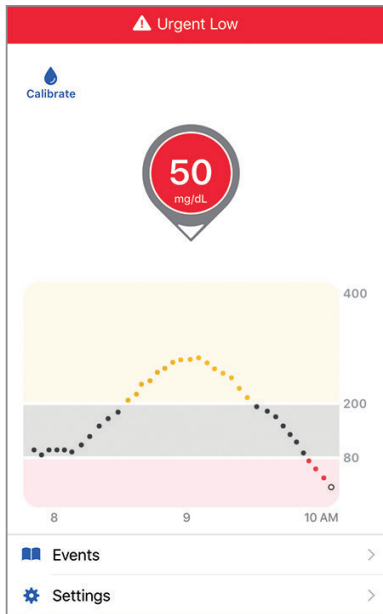 Urgent Low
Calibrate
50
mg/dL
400
200
80
8 9 10 AM
Events
Settings